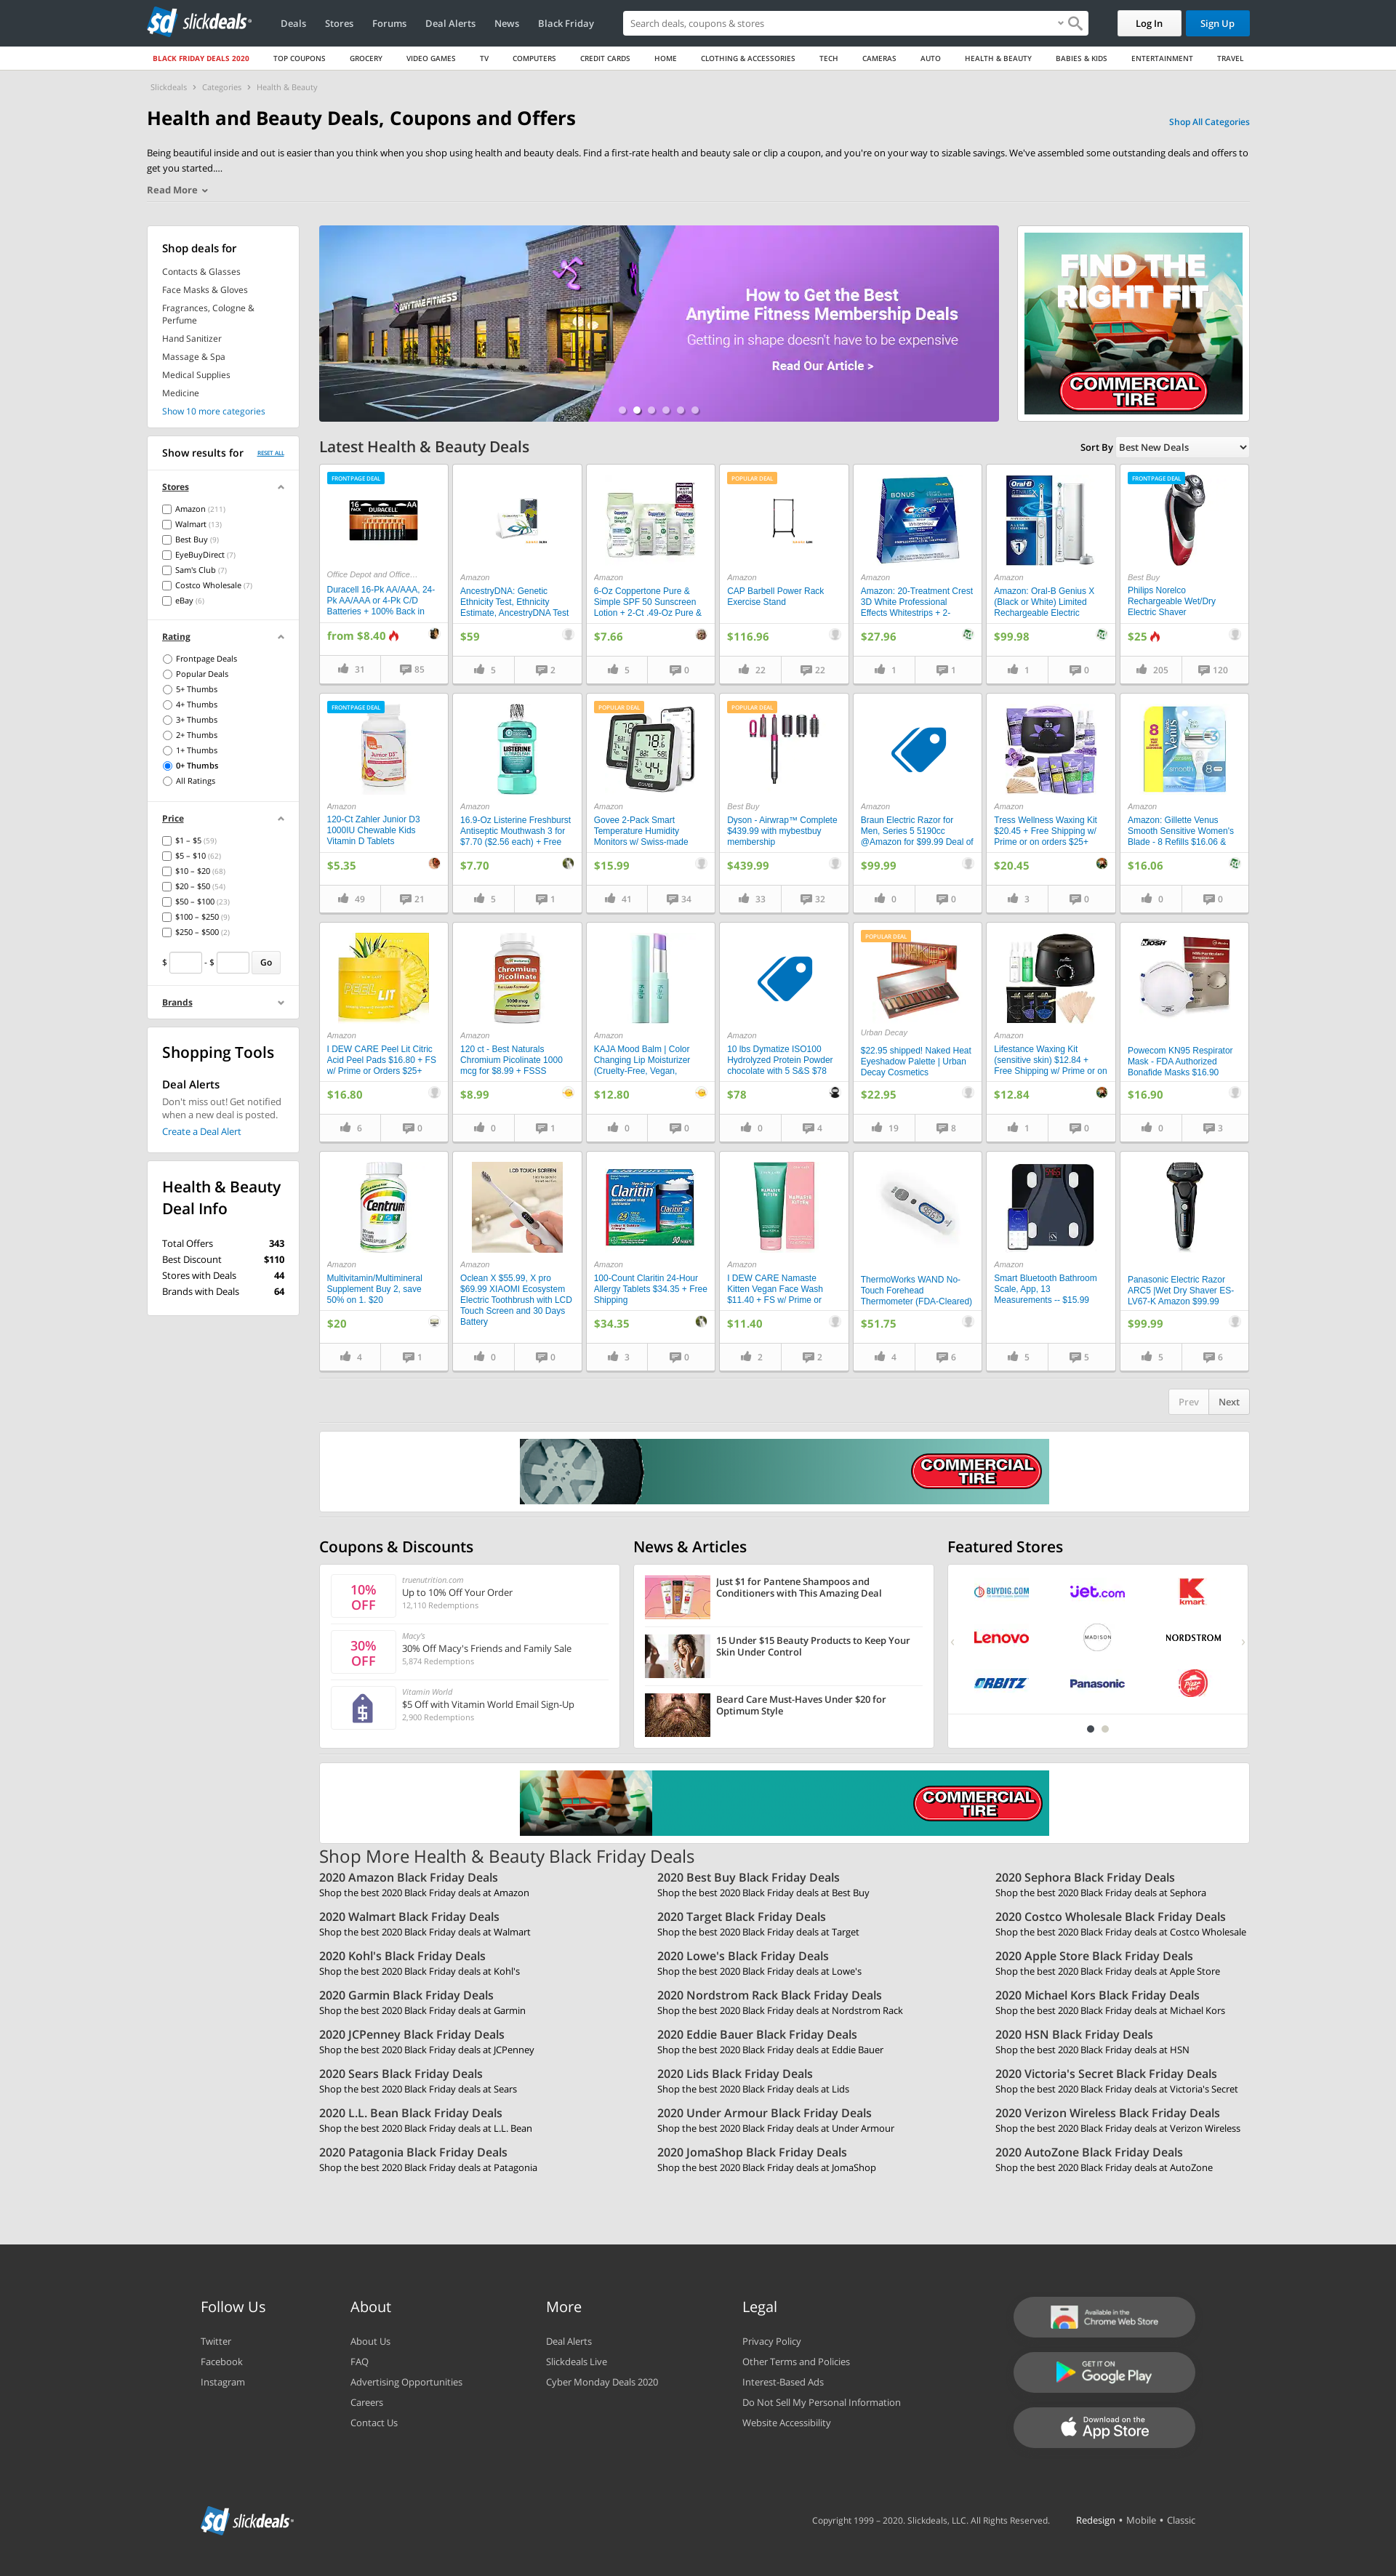 slickdeals
Deals Stores Forums Deal Alerts News Black Friday
Search deals, coupons & stores
Log In
Sign Up
BLACK FRIDAY DEALS 2020 TOP COUPONS GROCERY VIDEO GAMES TV COMPUTERS CREDIT CARDS HOME CLOTHING & ACCESSORIES TECH CAMERAS AUTO HEALTH & BEAUTY BABIES & KIDS ENTERTAINMENT TRAVEL
Slickdeals > Categories > Health & Beauty
Health and Beauty Deals, Coupons and Offers
Shop All Categories
Being beautiful inside and out is easier than you think when you shop using health and beauty deals. Find a first-rate health and beauty sale or clip a coupon, and you're on your way to sizable savings. We've assembled some outstanding deals and offers to
get you started....
Read More
Shop deals for
Contacts & Glasses
Face Masks & Gloves
Fragrances, Cologne &
Perfume
Hand Sanitizer
Massage & Spa
Medical Supplies
Medicine
Show 10 more categories
Show results for RESET ALL
Stores
Amazon (211)
Walmart (13)
Best Buy (9)
EyeBuyDirect (7)
Sam's Club (7)
Costco Wholesale (7)
eBay (6)
Rating
Frontpage Deals
Popular Deals
5+ Thumbs
4+ Thumbs
3+ Thumbs
2+ Thumbs
1+ Thumbs
0+ Thumbs
All Ratings
Price
$1 – $5 (59)
$5 – $10 (62)
$10 – $20 (68)
$20 – $50 (54)
$50 – $100 (23)
$100 – $250 (9)
$250 – $500 (2)
$ - $ Go
Brands
Shopping Tools
Deal Alerts
Don't miss out! Get notified
when a new deal is posted.
Create a Deal Alert
Health & Beauty
Deal Info
Total Offers 343
Best Discount $110
Stores with Deals 44
Brands with Deals 64
ANYTIME FITNESS
How to Get the Best
Anytime Fitness Membership Deals
Getting in shape doesn't have to be expensive
Read Our Article >
FIND THE
RIGHT FIT
COMMERCIAL
TIRE
Latest Health & Beauty Deals
Sort By Best New Deals
FRONTPAGE DEAL
Office Depot and Office…
Duracell 16-Pk AA/AAA, 24-
Pk AA/AAA or 4-Pk C/D
Batteries + 100% Back in
from $8.40
31 85
Amazon
AncestryDNA: Genetic
Ethnicity Test, Ethnicity
Estimate, AncestryDNA Test
$59
5 2
Amazon
6-Oz Coppertone Pure &
Simple SPF 50 Sunscreen
Lotion + 2-Ct .49-Oz Pure &
$7.66
5 0
POPULAR DEAL
Amazon
CAP Barbell Power Rack
Exercise Stand
$116.96
22 22
Amazon
Amazon: 20-Treatment Crest
3D White Professional
Effects Whitestrips + 2-
$27.96
1 1
Amazon
Amazon: Oral-B Genius X
(Black or White) Limited
Rechargeable Electric
$99.98
1 0
FRONTPAGE DEAL
Best Buy
Philips Norelco
Rechargeable Wet/Dry
Electric Shaver
$25
205 120
FRONTPAGE DEAL
Amazon
120-Ct Zahler Junior D3
1000IU Chewable Kids
Vitamin D Tablets
$5.35
49 21
Amazon
16.9-Oz Listerine Freshburst
Antiseptic Mouthwash 3 for
$7.70 ($2.56 each) + Free
$7.70
5 1
POPULAR DEAL
Amazon
Govee 2-Pack Smart
Temperature Humidity
Monitors w/ Swiss-made
$15.99
41 34
POPULAR DEAL
Best Buy
Dyson - Airwrap™ Complete
$439.99 with mybestbuy
membership
$439.99
33 32
Amazon
Braun Electric Razor for
Men, Series 5 5190cc
@Amazon for $99.99 Deal of
$99.99
0 0
Amazon
Tress Wellness Waxing Kit
$20.45 + Free Shipping w/
Prime or on orders $25+
$20.45
3 0
Amazon
Amazon: Gillette Venus
Smooth Sensitive Women's
Blade - 8 Refills $16.06 &
$16.06
0 0
Amazon
I DEW CARE Peel Lit Citric
Acid Peel Pads $16.80 + FS
w/ Prime or Orders $25+
$16.80
6 0
Amazon
120 ct - Best Naturals
Chromium Picolinate 1000
mcg for $8.99 + FSSS
$8.99
0 1
Amazon
KAJA Mood Balm | Color
Changing Lip Moisturizer
(Cruelty-Free, Vegan,
$12.80
0 0
Amazon
10 lbs Dymatize ISO100
Hydrolyzed Protein Powder
chocolate with 5 S&S $78
$78
0 4
POPULAR DEAL
Urban Decay
$22.95 shipped! Naked Heat
Eyeshadow Palette | Urban
Decay Cosmetics
$22.95
19 8
Amazon
Lifestance Waxing Kit
(sensitive skin) $12.84 +
Free Shipping w/ Prime or on
$12.84
1 0
Powecom KN95 Respirator
Mask - FDA Authorized
Bonafide Masks $16.90
$16.90
0 3
Amazon
Multivitamin/Multimineral
Supplement Buy 2, save
50% on 1. $20
$20
4 1
LCD TOUCH SCREEN
Amazon
Oclean X $55.99, X pro
$69.99 XIAOMI Ecosystem
Electric Toothbrush with LCD
Touch Screen and 30 Days
Battery
0 0
Amazon
100-Count Claritin 24-Hour
Allergy Tablets $34.35 + Free
Shipping
$34.35
3 0
Amazon
I DEW CARE Namaste
Kitten Vegan Face Wash
$11.40 + FS w/ Prime or
$11.40
2 2
ThermoWorks WAND No-
Touch Forehead
Thermometer (FDA-Cleared)
$51.75
4 6
Amazon
Smart Bluetooth Bathroom
Scale, App, 13
Measurements -- $15.99
5 5
Panasonic Electric Razor
ARC5 |Wet Dry Shaver ES-
LV67-K Amazon $99.99
$99.99
5 6
Prev Next
COMMERCIAL
TIRE
Coupons & Discounts
10%
OFF
truenutrition.com
Up to 10% Off Your Order
12,110 Redemptions
30%
OFF
Macy's
30% Off Macy's Friends and Family Sale
5,874 Redemptions
Vitamin World
$5 Off with Vitamin World Email Sign-Up
2,900 Redemptions
News & Articles
Just $1 for Pantene Shampoos and
Conditioners with This Amazing Deal
15 Under $15 Beauty Products to Keep Your
Skin Under Control
Beard Care Must-Haves Under $20 for
Optimum Style
Featured Stores
BUYDIG.COM jet.com kmart
Lenovo MADISON NORDSTROM
ORBITZ Panasonic Pizza Hut
COMMERCIAL
TIRE
Shop More Health & Beauty Black Friday Deals
2020 Amazon Black Friday Deals
Shop the best 2020 Black Friday deals at Amazon
2020 Best Buy Black Friday Deals
Shop the best 2020 Black Friday deals at Best Buy
2020 Sephora Black Friday Deals
Shop the best 2020 Black Friday deals at Sephora
2020 Walmart Black Friday Deals
Shop the best 2020 Black Friday deals at Walmart
2020 Target Black Friday Deals
Shop the best 2020 Black Friday deals at Target
2020 Costco Wholesale Black Friday Deals
Shop the best 2020 Black Friday deals at Costco Wholesale
2020 Kohl's Black Friday Deals
Shop the best 2020 Black Friday deals at Kohl's
2020 Lowe's Black Friday Deals
Shop the best 2020 Black Friday deals at Lowe's
2020 Apple Store Black Friday Deals
Shop the best 2020 Black Friday deals at Apple Store
2020 Garmin Black Friday Deals
Shop the best 2020 Black Friday deals at Garmin
2020 Nordstrom Rack Black Friday Deals
Shop the best 2020 Black Friday deals at Nordstrom Rack
2020 Michael Kors Black Friday Deals
Shop the best 2020 Black Friday deals at Michael Kors
2020 JCPenney Black Friday Deals
Shop the best 2020 Black Friday deals at JCPenney
2020 Eddie Bauer Black Friday Deals
Shop the best 2020 Black Friday deals at Eddie Bauer
2020 HSN Black Friday Deals
Shop the best 2020 Black Friday deals at HSN
2020 Sears Black Friday Deals
Shop the best 2020 Black Friday deals at Sears
2020 Lids Black Friday Deals
Shop the best 2020 Black Friday deals at Lids
2020 Victoria's Secret Black Friday Deals
Shop the best 2020 Black Friday deals at Victoria's Secret
2020 L.L. Bean Black Friday Deals
Shop the best 2020 Black Friday deals at L.L. Bean
2020 Under Armour Black Friday Deals
Shop the best 2020 Black Friday deals at Under Armour
2020 Verizon Wireless Black Friday Deals
Shop the best 2020 Black Friday deals at Verizon Wireless
2020 Patagonia Black Friday Deals
Shop the best 2020 Black Friday deals at Patagonia
2020 JomaShop Black Friday Deals
Shop the best 2020 Black Friday deals at JomaShop
2020 AutoZone Black Friday Deals
Shop the best 2020 Black Friday deals at AutoZone
Follow Us
Twitter
Facebook
Instagram
About
About Us
FAQ
Advertising Opportunities
Careers
Contact Us
More
Deal Alerts
Slickdeals Live
Cyber Monday Deals 2020
Legal
Privacy Policy
Other Terms and Policies
Interest-Based Ads
Do Not Sell My Personal Information
Website Accessibility
Available in the
Chrome Web Store
GET IT ON
Google Play
Download on the
App Store
slickdeals
Copyright 1999 – 2020. Slickdeals, LLC. All Rights Reserved. Redesign • Mobile • Classic